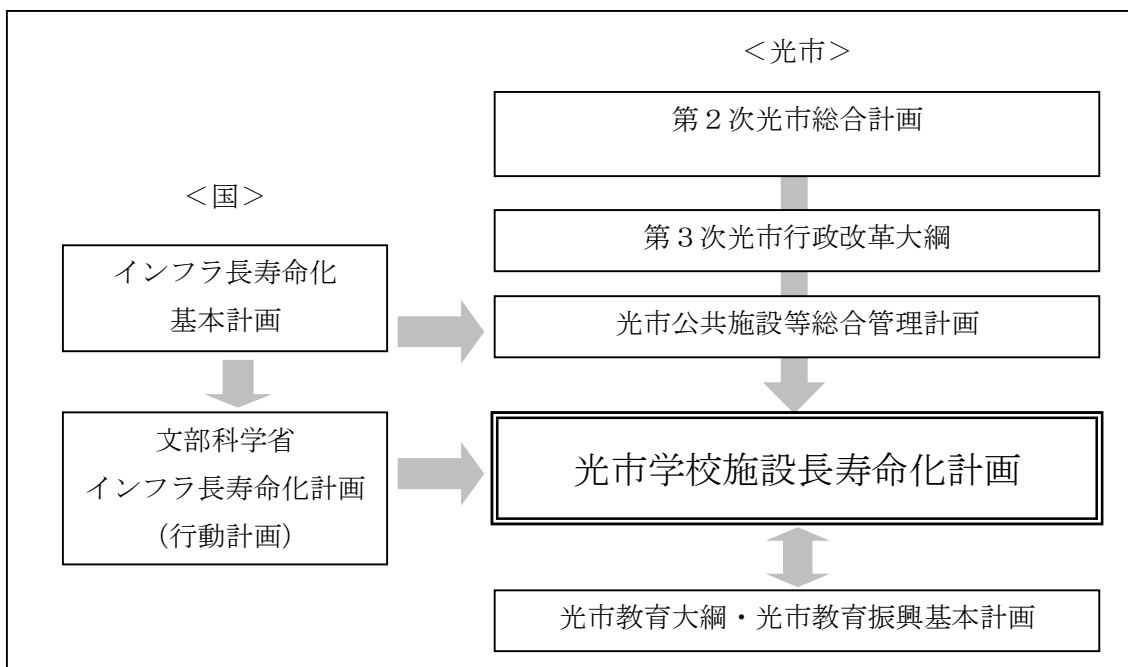 ＜光市＞
第２次光市総合計画
＜国＞
第３次光市行政改革大綱
インフラ長寿命化
基本計画
光市公共施設等総合管理計画
文部科学省
インフラ長寿命化計画
（行動計画）
光市学校施設長寿命化計画
光市教育大綱・光市教育振興基本計画